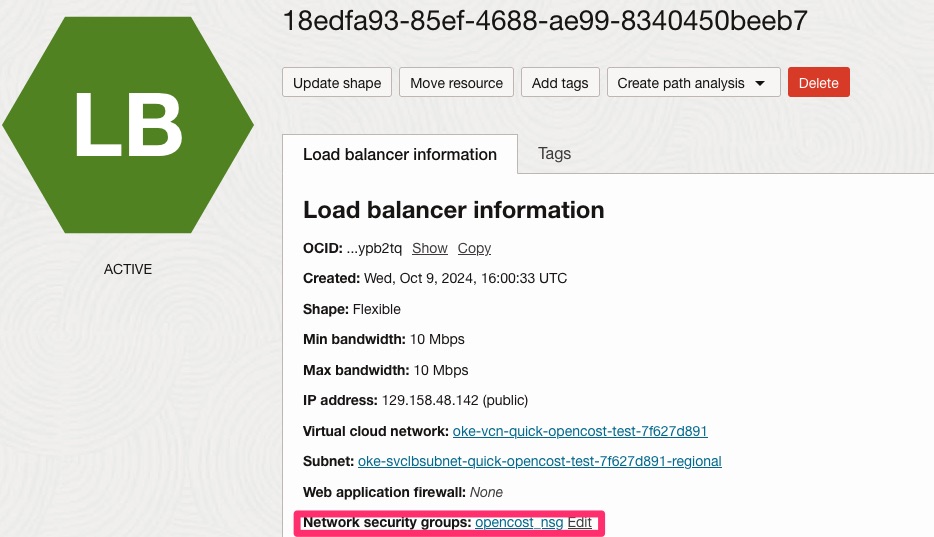 18edfa93-85ef-4688-ae99-8340450beeb7
Update shape Move resource Add tags Create path analysis Delete
LB
Load balancer information Tags
Load balancer information
OCID: ...ypb2tq Show Copy
ACTIVE
Created: Wed, Oct 9, 2024, 16:00:33 UTC
Shape: Flexible
Min bandwidth: 10 Mbps
Max bandwidth: 10 Mbps
IP address: 129.158.48.142 (public)
Virtual cloud network: oke-vcn-quick-opencost-test-7f627d891
Subnet: oke-svclbsubnet-quick-opencost-test-7f627d891-regional
Web application firewall: None
Network security groups: opencost_nsg Edit